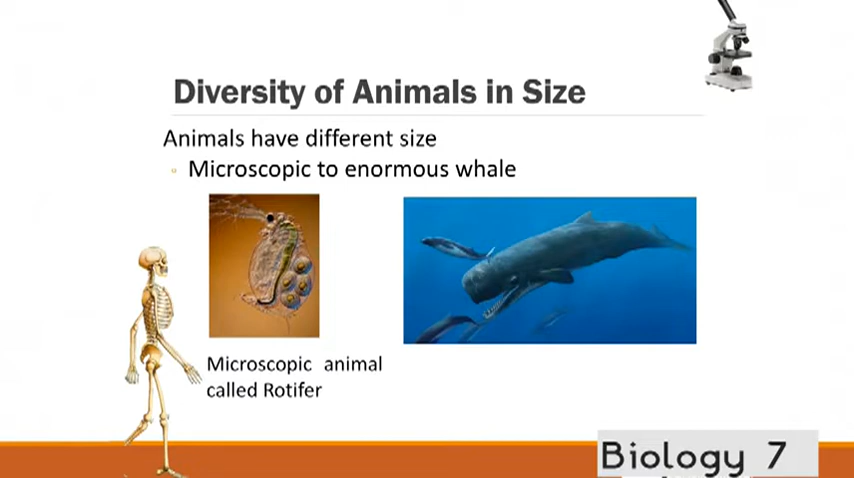 Diversity of Animals in Size
Animals have different size
Microscopic to enormous whale
Microscopic animal
called Rotifer
Biology 7